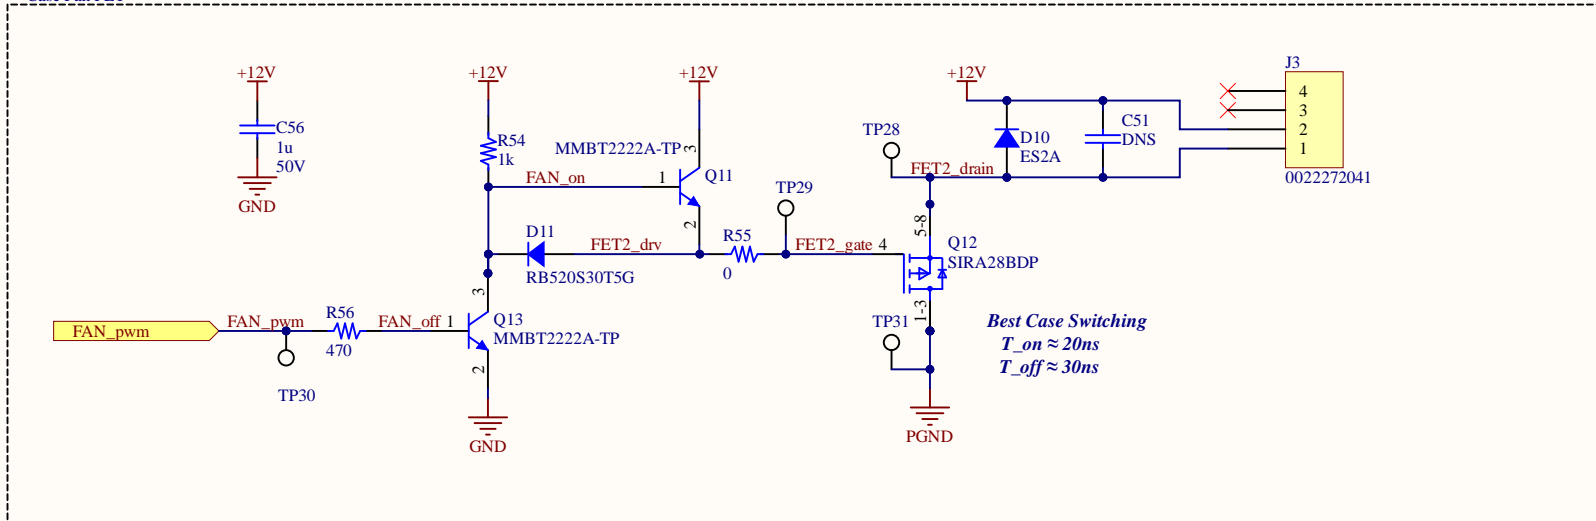 +12V
C56
1u
50V
GND
+12V
R54
1k
FAN_on
+12V
MMBT2222A-TP
3
1
Q11
2
D11
RB520S30T5G
FET2_drv
R55
0
TP29
FET2_gate
4
TP28
+12V
D10
ES2A
C51
DNS
FET2_drain
5-8
Q12
SIRA28BDP
1-3
TP31
PGND
Best Case Switching
T_on ≈ 20ns
T_off ≈ 30ns
J3
4
3
2
1
0022272041
FAN_pwm
FAN_pwm
TP30
R56
470
FAN_off
1
3
Q13
MMBT2222A-TP
2
GND